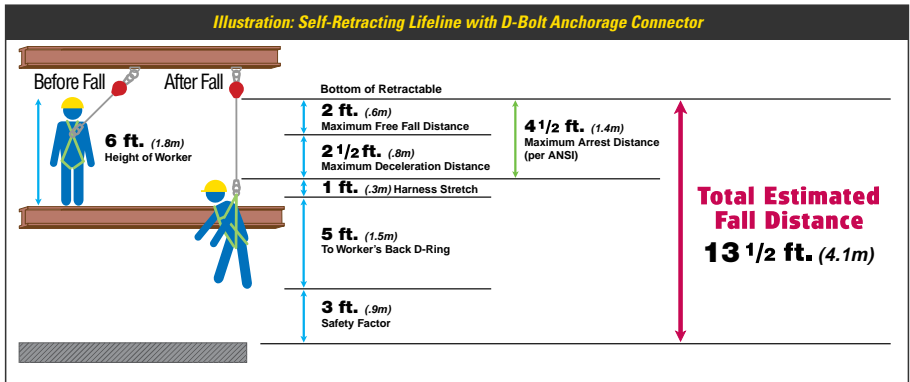 Illustration: Self-Retracting Lifeline with D-Bolt Anchorage Connector
Before Fall
After Fall
6 ft. (1.8m)
Height of Worker
Bottom of Retractable
2 ft. (.6m)
Maximum Free Fall Distance
2 1/2 ft. (.8m)
Maximum Deceleration Distance
1 ft. (.3m) Harness Stretch
5 ft. (1.5m)
To Worker's Back D-Ring
3 ft. (.9m)
Safety Factor
4 1/2 ft. (1.4m)
Maximum Arrest Distance
(per ANSI)
Total Estimated
Fall Distance
13 1/2 ft. (4.1m)